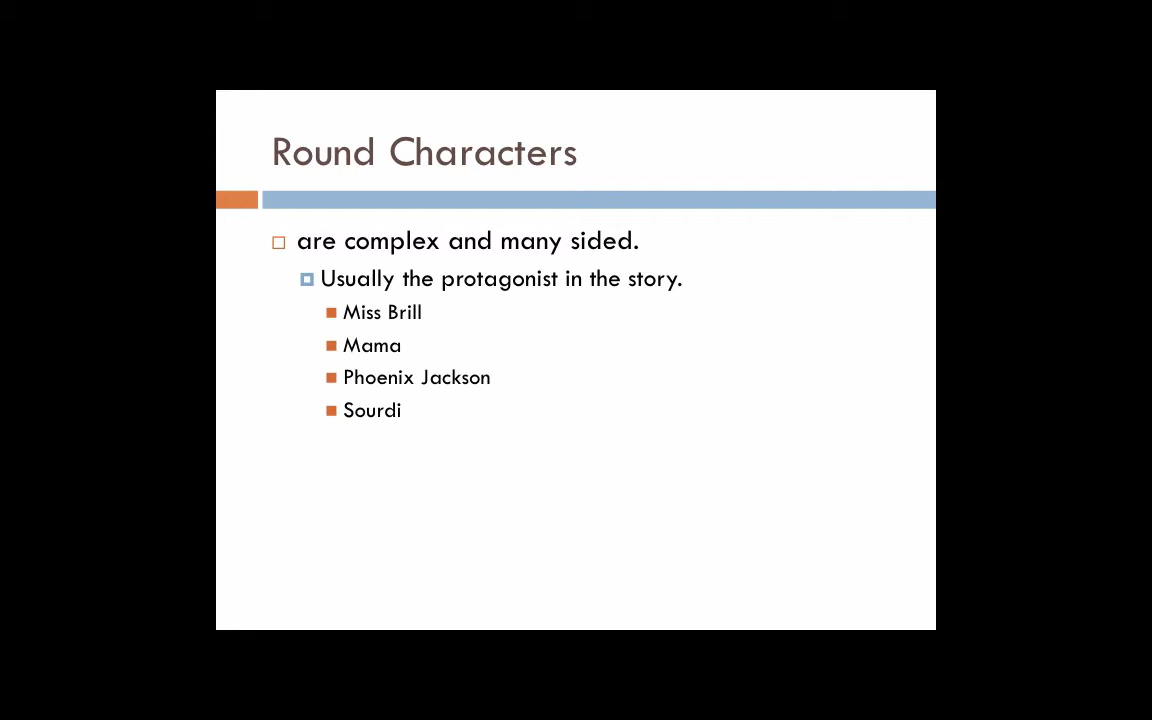 Round Characters
are complex and many sided.
Usually the protagonist in the story.
Miss Brill
Mama
Phoenix Jackson
Sourdi